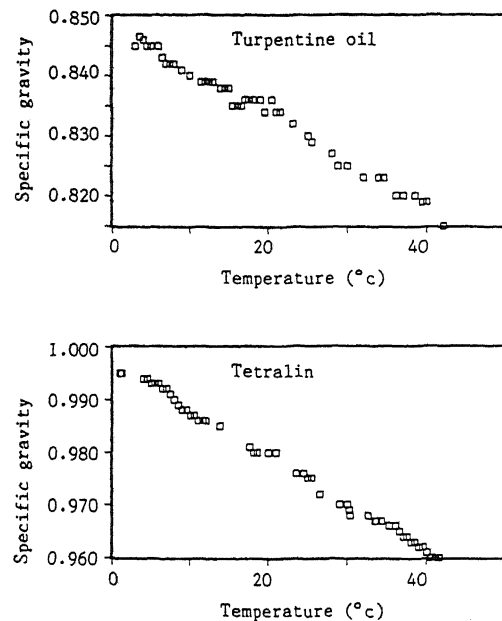 Turpentine oil
Specific gravity
0.850
0.840
0.830
0.820
0
20
40
Temperature (°c)
Tetralin
Specific gravity
1.000
0.990
0.980
0.970
0.960
0
20
40
Temperature (°c)